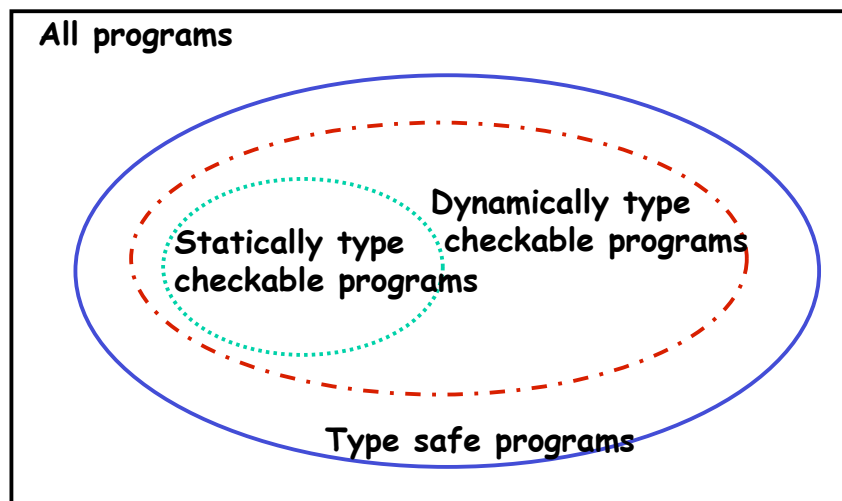 All programs
Dynamically type
checkable programs
Statically type
checkable programs
Type safe programs